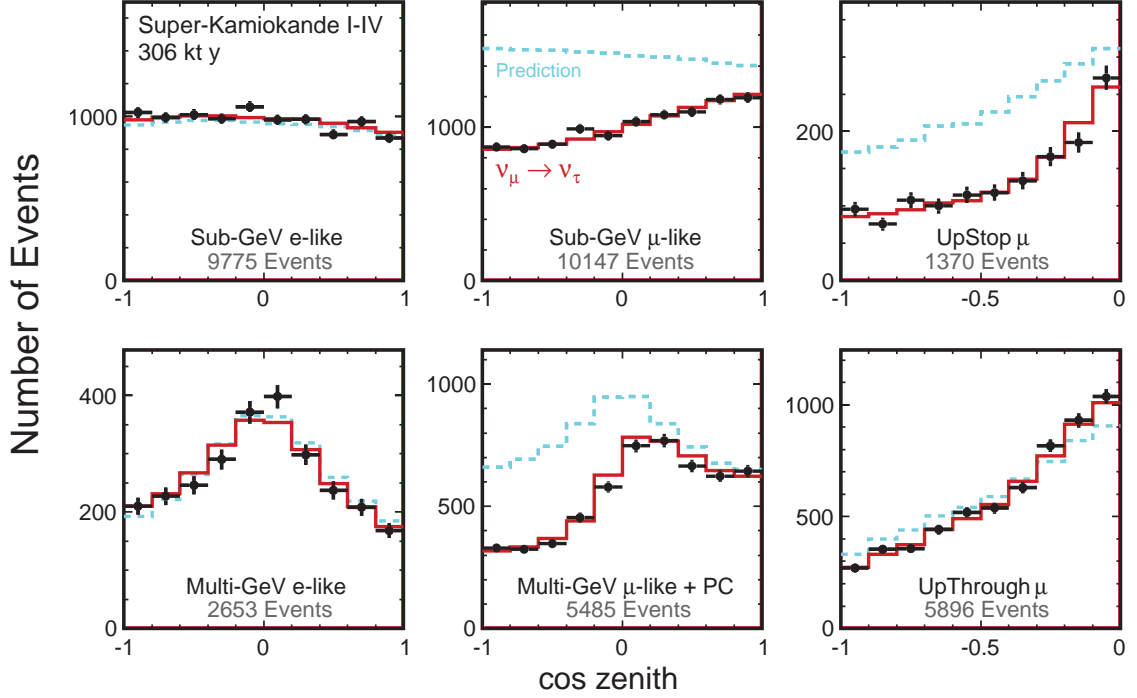 Number of Events
Super-Kamiokande I-IV
306 kt y
1000
0
-1
0
1
Sub-GeV e-like
9775 Events
Prediction
1000
0
-1
0
1
νμ → ντ
Sub-GeV μ-like
10147 Events
200
0
-1
-0.5
0
UpStop μ
1370 Events
400
200
0
-1
0
1
Multi-GeV e-like
2653 Events
1000
500
0
-1
0
1
Multi-GeV μ-like + PC
5485 Events
1000
500
0
-1
-0.5
0
UpThrough μ
5896 Events
cos zenith